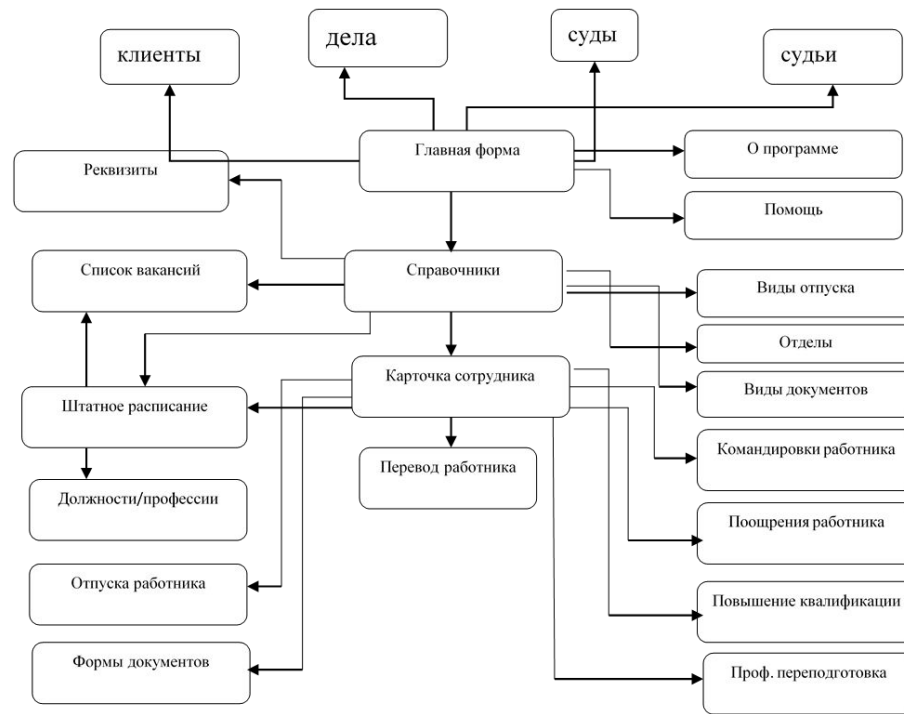 клиенты
дела
суды
судьи
Главная форма
О программе
Реквизиты
Помощь
Список вакансий
Справочники
Виды отпуска
Отделы
Карточка сотрудника
Виды документов
Штатное расписание
Командировки работника
Перевод работника
Должности/профессии
Поощрения работника
Отпуска работника
Повышение квалификации
Формы документов
Проф. переподготовка